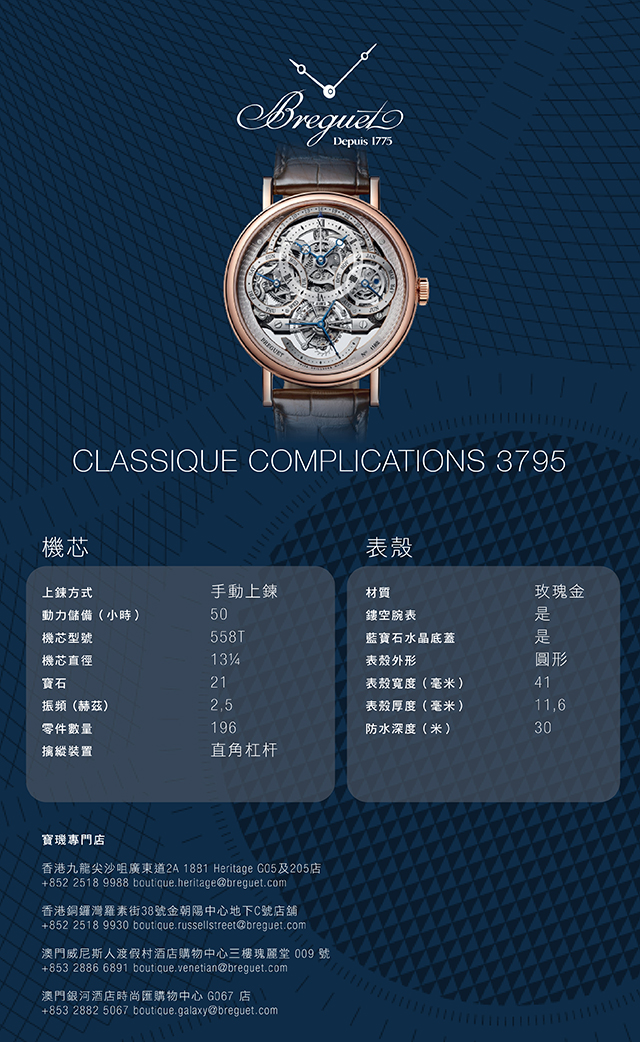 Breguet
Depuis 1775
BREGUET
CLASSIQUE COMPLICATIONS 3795
機芯
上鍊方式 手動上鍊
動力儲備（小時） 50
機芯型號 558T
機芯直徑 13¼
寶石 21
振頻 (赫茲) 2,5
零件數量 196
擒縱裝置 直角杠杆
表殼
材質 玫瑰金
鏤空腕表 是
藍寶石水晶底蓋 是
表殼外形 圓形
表殼寬度（毫米） 41
表殼厚度（毫米） 11,6
防水深度（米） 30
寶璣專門店
香港九龍尖沙咀廣東道2A 1881 Heritage G05及205店
+852 2518 9988 boutique.heritage@breguet.com
香港銅鑼灣羅素街38號金朝陽中心地下C號店舖
+852 2518 9930 boutique.russellstreet@breguet.com
澳門威尼斯人渡假村酒店購物中心三樓瑰麗堂 009 號
+853 2886 6891 boutique.venetian@breguet.com
澳門銀河酒店時尚匯購物中心 G067 店
+853 2882 5067 boutique.galaxy@breguet.com